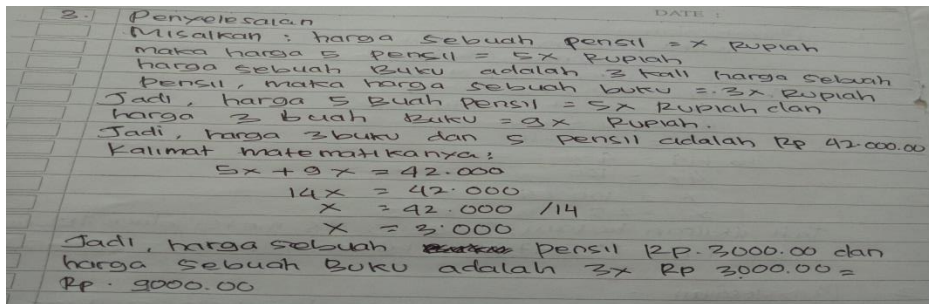 DATE :
3. Penyelesaian
Misalkan : harga sebuah pensil = x Rupiah
maka harga 5 pensil = 5x Rupiah
harga sebuah Buku adalah 3 kali harga sebuah
pensil, maka harga sebuah buku = 3x Rupiah
Jadi, harga 5 Buah pensil = 5x Rupiah dan
harga 3 buah Buku = 9x Rupiah.
Jadi, harga 3 buku dan 5 pensil adalah Rp 42.000.00
Kalimat matematikanya:
5x + 9x = 42.000
14x = 42.000
x = 42.000 /14
x = 3.000
Jadi, harga sebuah pensil Rp. 3000.00 dan
harga sebuah Buku adalah 3x Rp 3000.00 =
Rp. 9000.00